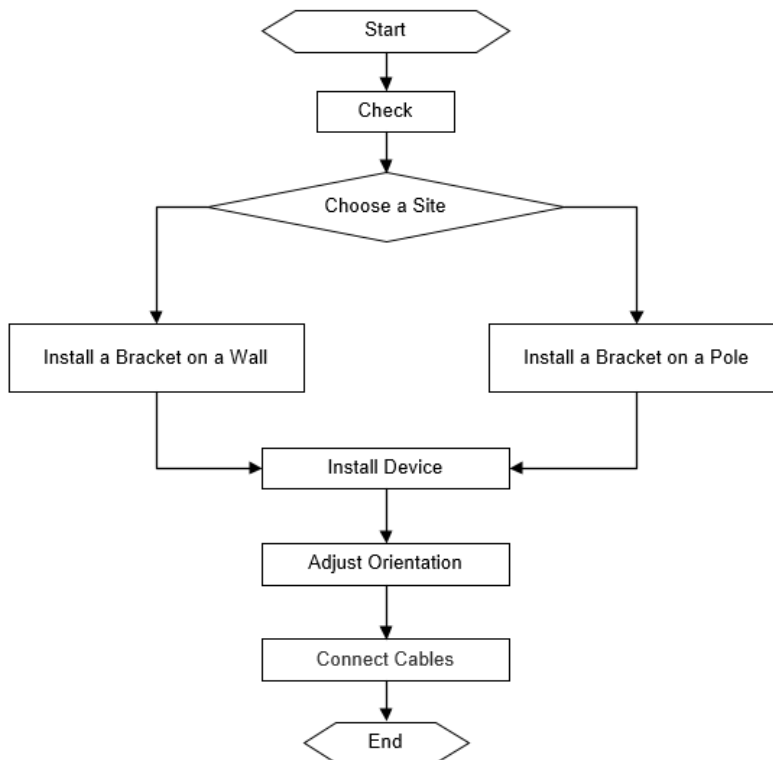 Start
Check
Choose a Site
Install a Bracket on a Wall
Install a Bracket on a Pole
Install Device
Adjust Orientation
Connect Cables
End